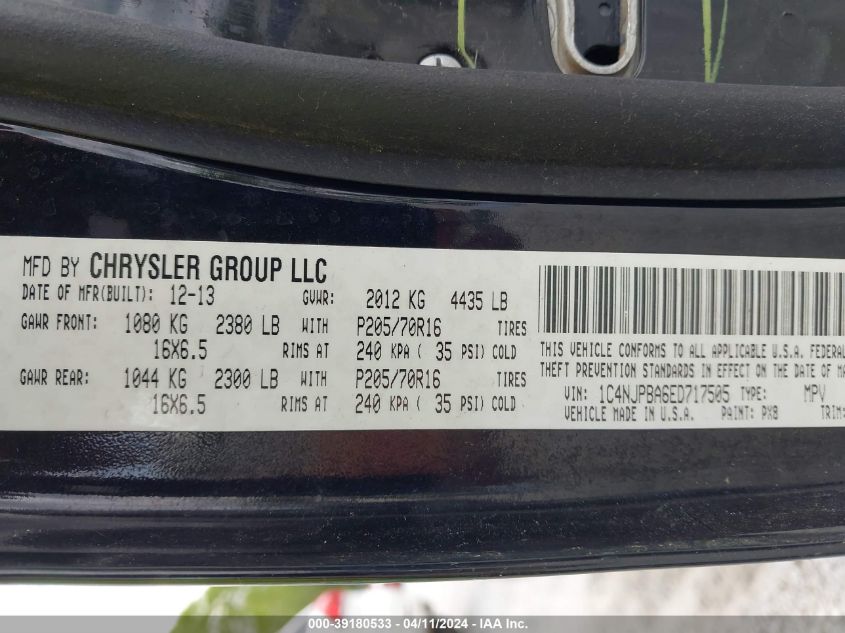 MFD BY CHRYSLER GROUP LLC
DATE OF MFR(BUILT): 12-13 GVWR: 2012 KG 4435 LB
GAWR FRONT: 1080 KG 2380 LB WITH P205/70R16 TIRES
16X6.5 RIMS AT 240 KPA ( 35 PSI) COLD
GAWR REAR: 1044 KG 2300 LB WITH P205/70R16 TIRES
16X6.5 RIMS AT 240 KPA ( 35 PSI) COLD
THIS VEHICLE CONFORMS TO ALL APPLICABLE U.S.A. FEDERAL
THEFT PREVENTION STANDARDS IN EFFECT ON THE DATE OF MA
VIN: 1C4NJPBA6ED717505 TYPE: MPV
VEHICLE MADE IN U.S.A. PAINT: PX8 TRIM:
000-39180533 - 04/11/2024 - IAA Inc.